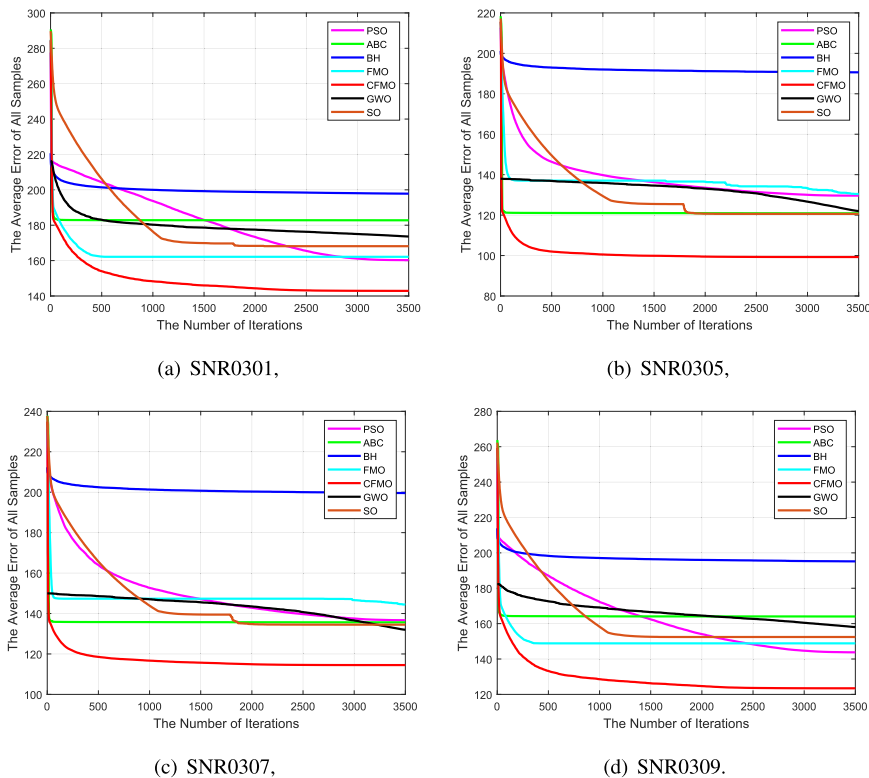 300
280
260
240
220
200
180
160
140
0 500 1000 1500 2000 2500 3000 3500
The Average Error of All Samples
The Number of Iterations
PSO
ABC
BH
FMO
CFMO
GWO
SO
(a) SNR0301,
220
200
180
160
140
120
100
80
0 500 1000 1500 2000 2500 3000 3500
The Average Error of All Samples
The Number of Iterations
PSO
ABC
BH
FMO
CFMO
GWO
SO
(b) SNR0305,
240
220
200
180
160
140
120
100
0 500 1000 1500 2000 2500 3000 3500
The Average Error of All Samples
The Number of Iterations
PSO
ABC
BH
FMO
CFMO
GWO
SO
(c) SNR0307,
280
260
240
220
200
180
160
140
120
0 500 1000 1500 2000 2500 3000 3500
The Average Error of All Samples
The Number of Iterations
PSO
ABC
BH
FMO
CFMO
GWO
SO
(d) SNR0309.